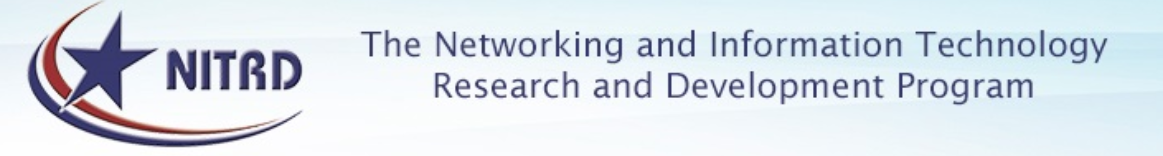 NITRD
The Networking and Information Technology
Research and Development Program